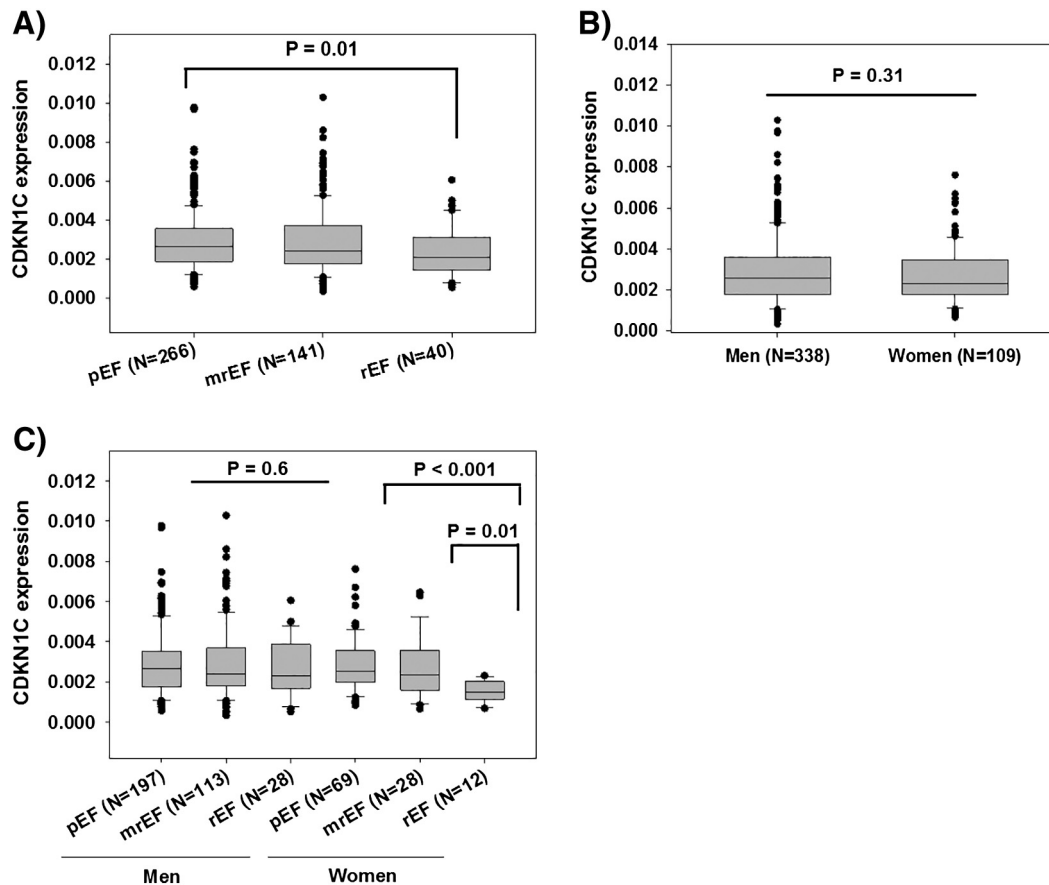 A)
P = 0.01
CDKN1C expression
0.012
0.010
0.008
0.006
0.004
0.002
0.000
pEF (N=266)
mrEF (N=141)
rEF (N=40)
B)
P = 0.31
CDKN1C expression
0.014
0.012
0.010
0.008
0.006
0.004
0.002
0.000
Men (N=338)
Women (N=109)
C)
P = 0.6
P < 0.001
P = 0.01
CDKN1C expression
0.012
0.010
0.008
0.006
0.004
0.002
0.000
pEF (N=197)
mrEF (N=113)
rEF (N=28)
pEF (N=69)
mrEF (N=28)
rEF (N=12)
Men
Women